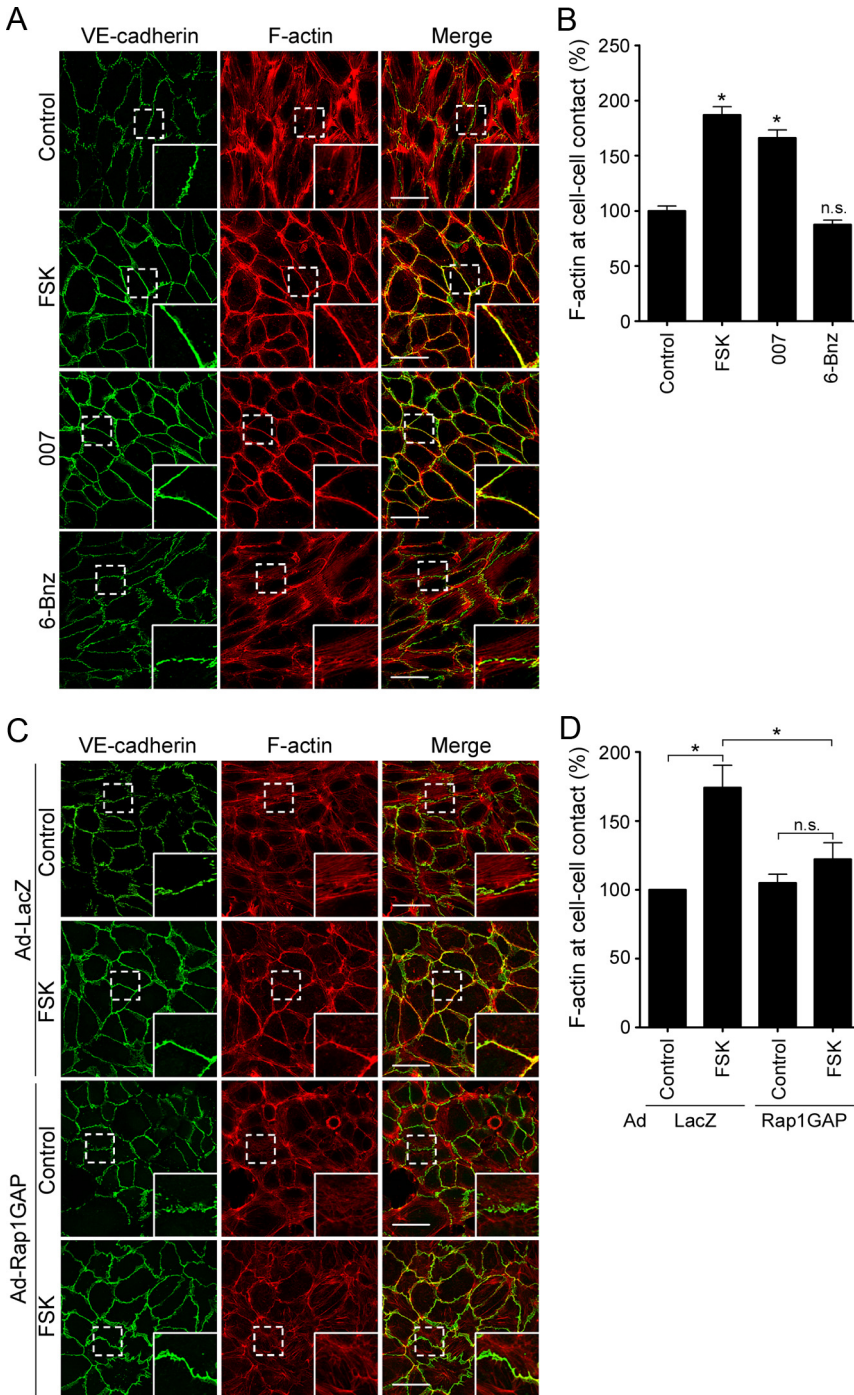 A
VE-cadherin F-actin Merge
Control
FSK
007
6-Bnz
B
F-actin at cell-cell contact (%)
250
200
150
100
50
0
*
*
n.s.
Control FSK 007 6-Bnz
C
VE-cadherin F-actin Merge
Ad-LacZ
Control
FSK
Ad-Rap1GAP
Control
FSK
D
F-actin at cell-cell contact (%)
200
150
100
50
0
*
*
n.s.
Control FSK Control FSK
Ad LacZ Rap1GAP